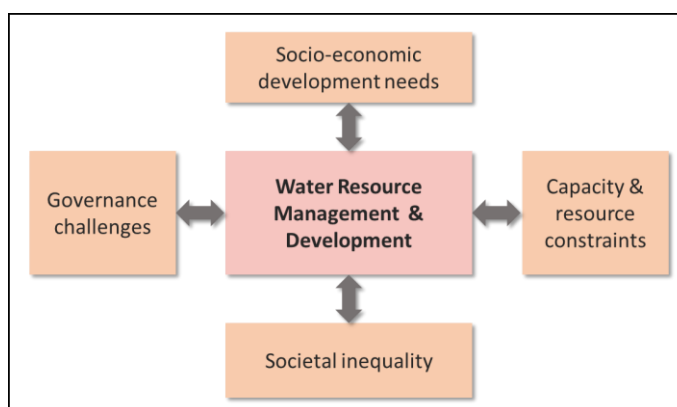 Socio-economic
development needs
Governance
challenges
Water Resource
Management & 
Development
Capacity &
resource
constraints
Societal inequality